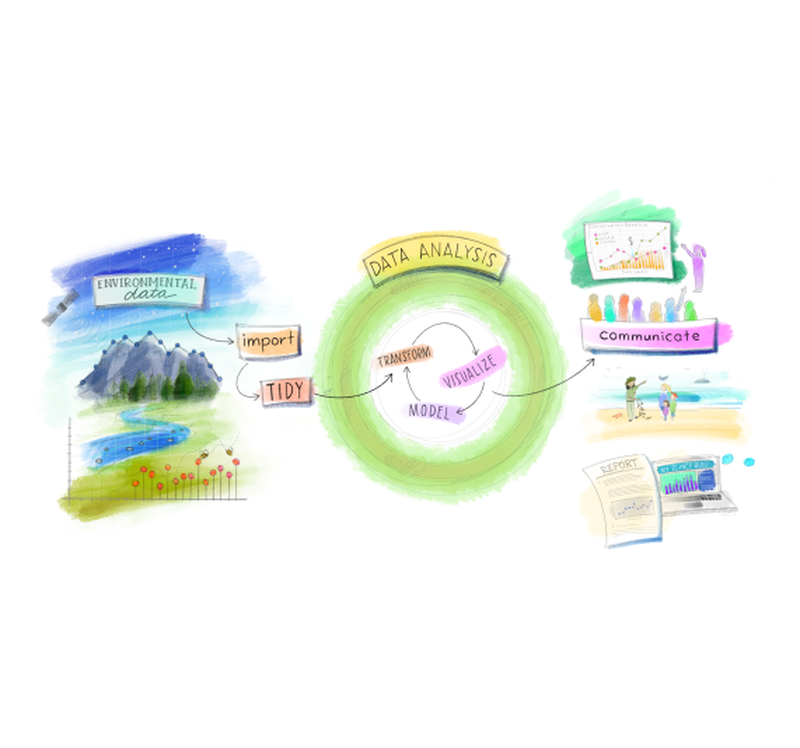 ENVIRONMENTAL
data
import
TIDY
DATA ANALYSIS
TRANSFORM
VISUALIZE
MODEL
communicate
REPORT